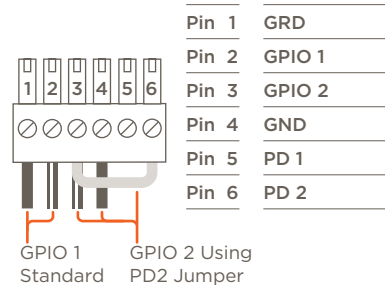 Pin 1 GRD
Pin 2 GPIO 1
Pin 3 GPIO 2
Pin 4 GND
Pin 5 PD 1
Pin 6 PD 2
1 2 3 4 5 6
GPIO 1 Standard
GPIO 2 Using PD2 Jumper